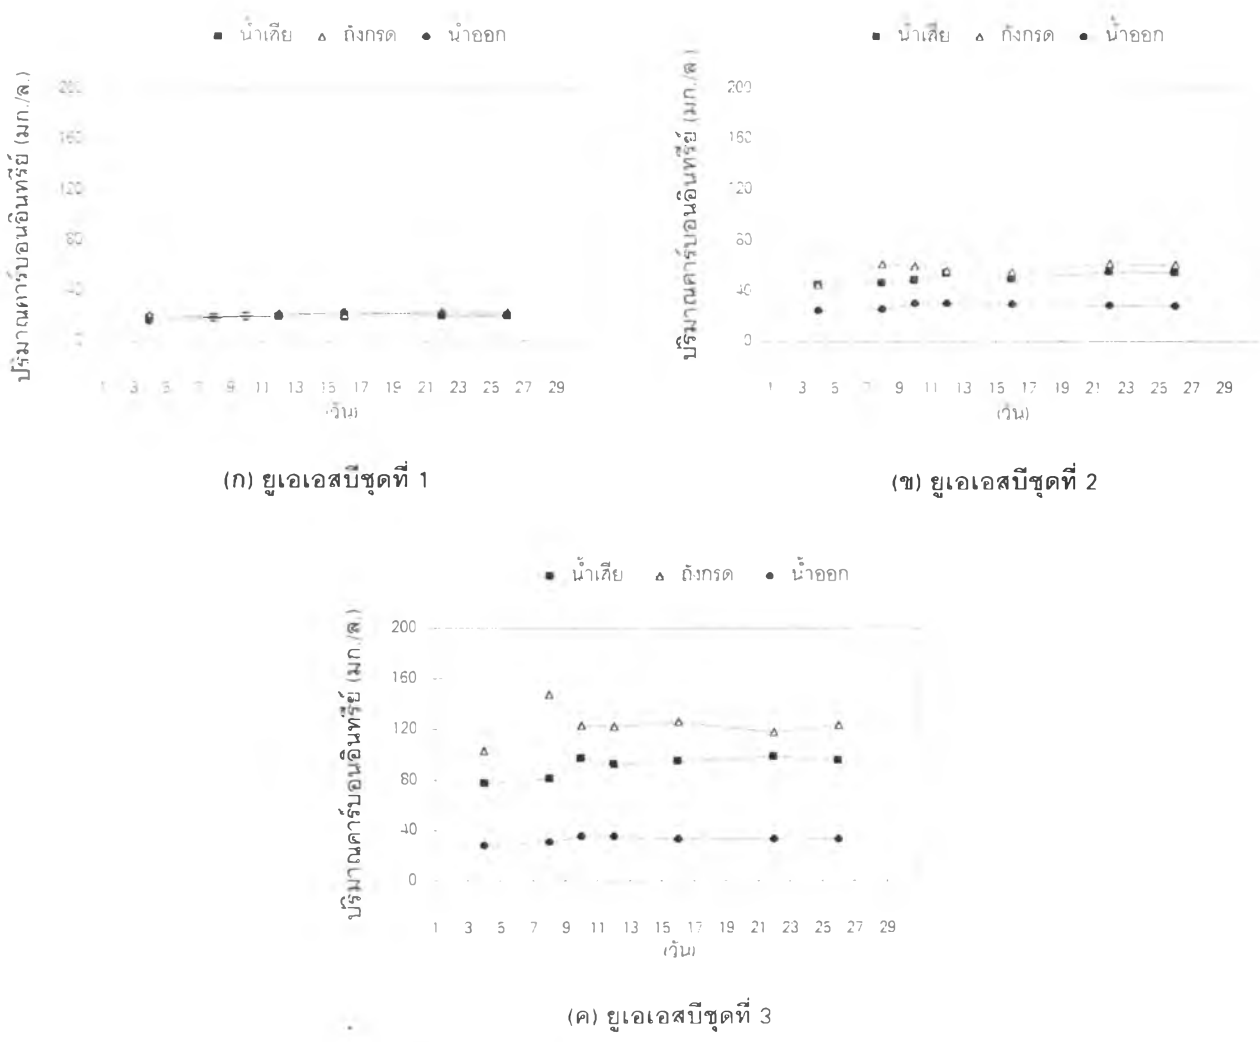 น้ำเสีย ถังกรด น้ำออก
ปริมาณคาร์บอนอินทรีย์ (มก./ล.)
200
160
120
80
40
0
1 3 5 7 9 11 13 15 17 19 21 23 25 27 29
(วัน)
(ก) ยูเอเอสบีชุดที่ 1
น้ำเสีย ถังกรด น้ำออก
ปริมาณคาร์บอนอินทรีย์ (มก./ล.)
200
160
120
80
40
0
1 3 5 7 9 11 13 15 17 19 21 23 25 27 29
(วัน)
(ข) ยูเอเอสบีชุดที่ 2
น้ำเสีย ถังกรด น้ำออก
ปริมาณคาร์บอนอินทรีย์ (มก./ล.)
200
160
120
80
40
0
1 3 5 7 9 11 13 15 17 19 21 23 25 27 29
(วัน)
(ค) ยูเอเอสบีชุดที่ 3